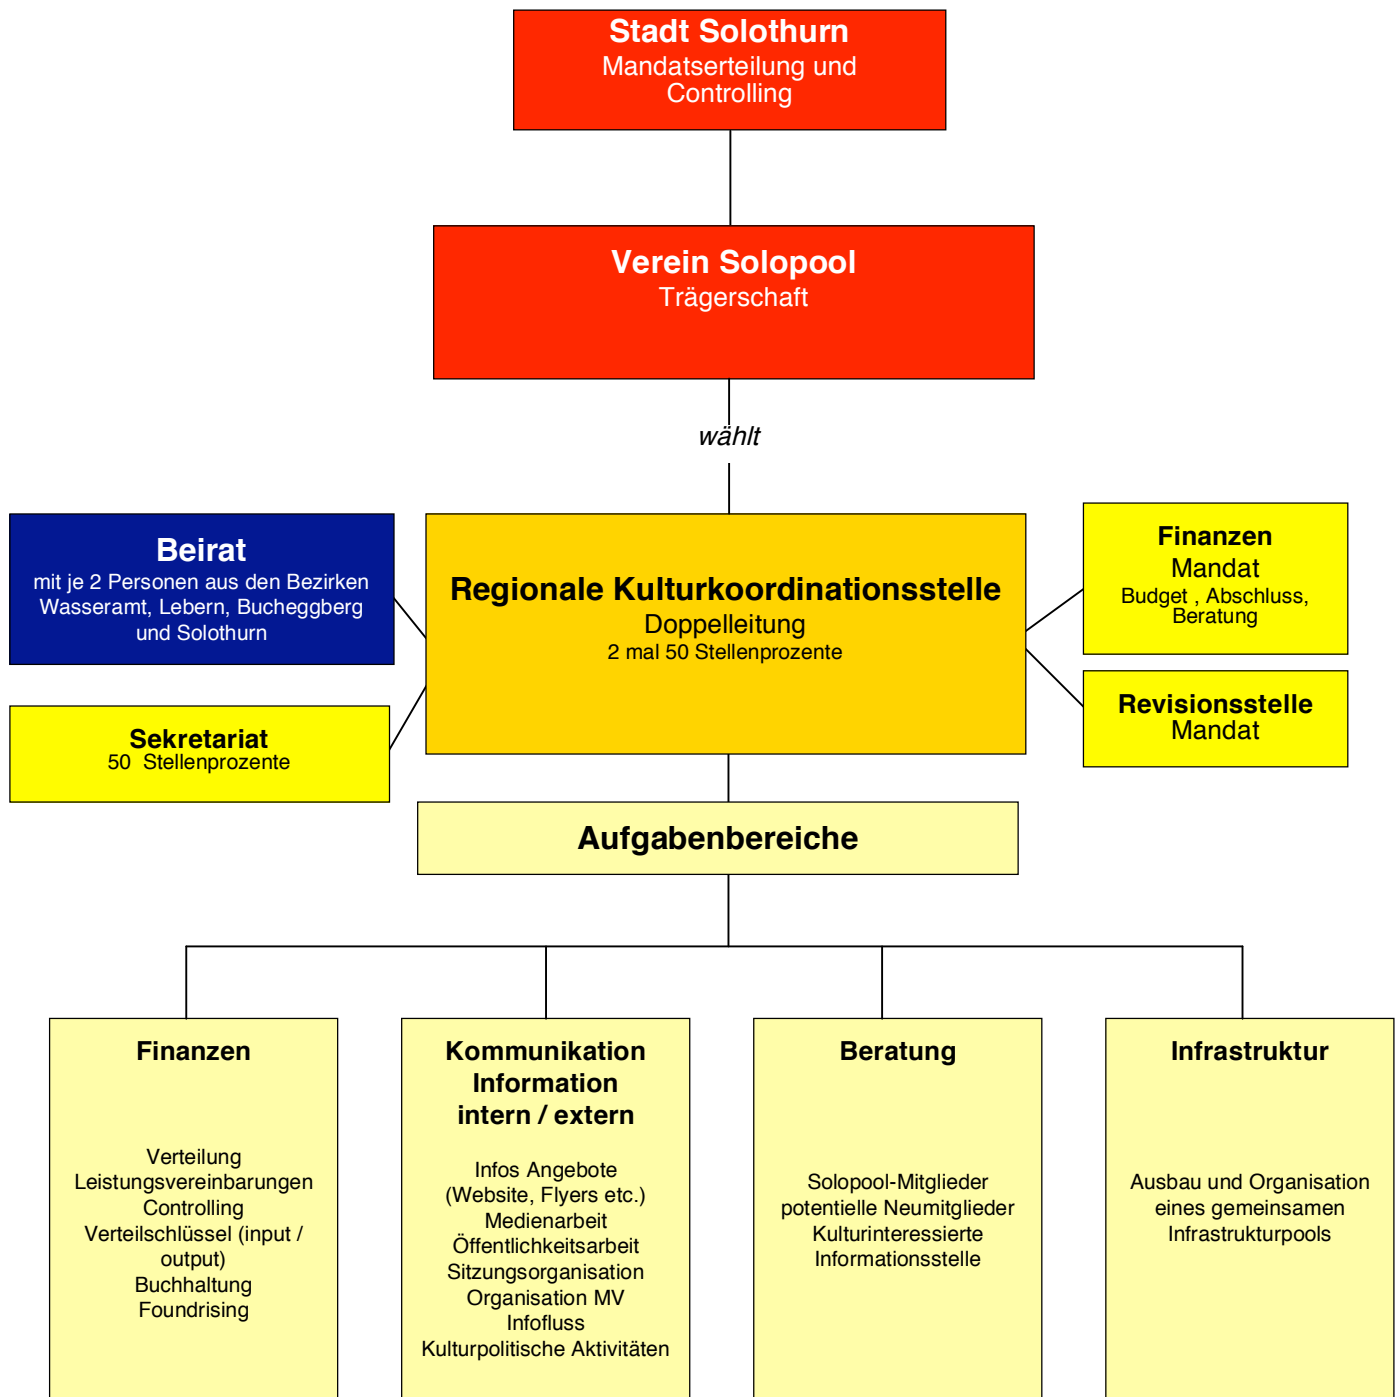 Stadt Solothurn
Mandatserteilung und
Controlling
Verein Solopool
Trägerschaft
wählt
Beirat
mit je 2 Personen aus den Bezirken
Wasseramt, Lebern, Bucheggberg
und Solothurn
Sekretariat
50 Stellenprozente
Regionale Kulturkoordinationsstelle
Doppelleitung
2 mal 50 Stellenprozente
Finanzen
Mandat
Budget , Abschluss,
Beratung
Revisionsstelle
Mandat
Aufgabenbereiche
Finanzen
Verteilung
Leistungsvereinbarungen
Controlling
Verteilschlüssel (input /
output)
Buchhaltung
Foundrising
Kommunikation
Information
intern / extern
Infos Angebote
(Website, Flyers etc.)
Medienarbeit
Öffentlichkeitsarbeit
Sitzungsorganisation
Organisation MV
Infofluss
Kulturpolitische Aktivitäten
Beratung
Solopool-Mitglieder
potentielle Neumitglieder
Kulturinteressierte
Informationsstelle
Infrastruktur
Ausbau und Organisation
eines gemeinsamen
Infrastrukturpools